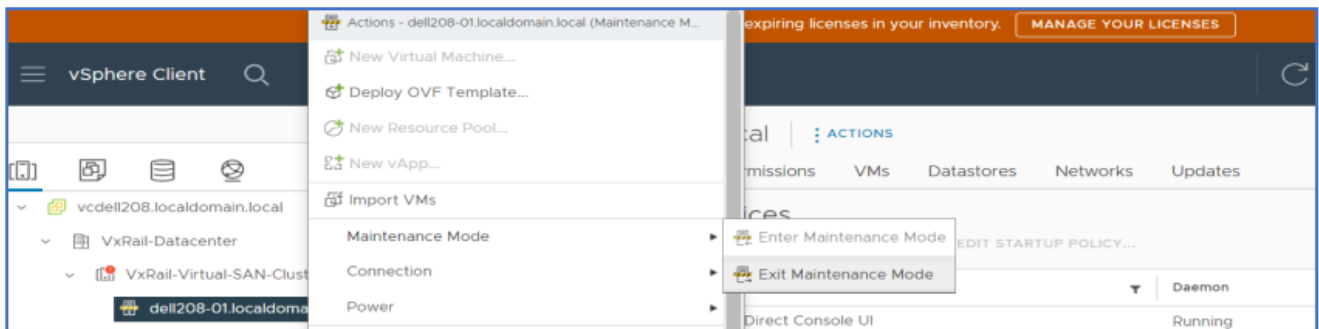 Actions - dell208-01.localdomain.local (Maintenance M...
expiring licenses in your inventory. MANAGE YOUR LICENSES
vSphere Client
New Virtual Machine...
Deploy OVF Template...
New Resource Pool...
New vApp...
Import VMs
Maintenance Mode
Connection
Power
Enter Maintenance Mode
Exit Maintenance Mode
cal ACTIONS
rmissions VMs Datastores Networks Updates
ices
EDIT STARTUP POLICY...
Daemon
Direct Console UI Running
vcdell208.localdomain.local
VxRail-Datacenter
VxRail-Virtual-SAN-Clust
dell208-01.localdoma